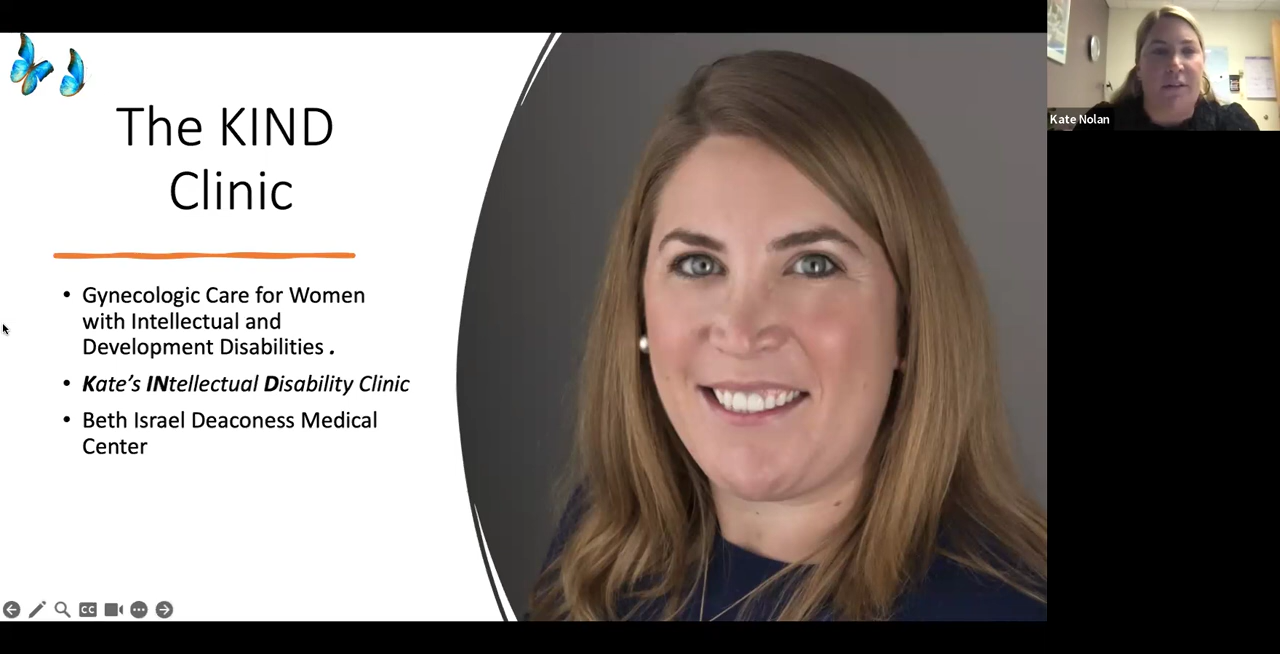 The KIND
Clinic
• Gynecologic Care for Women
with Intellectual and
Development Disabilities .
• Kate's INtellectual Disability Clinic
• Beth Israel Deaconess Medical
Center
CC
Kate Nolan